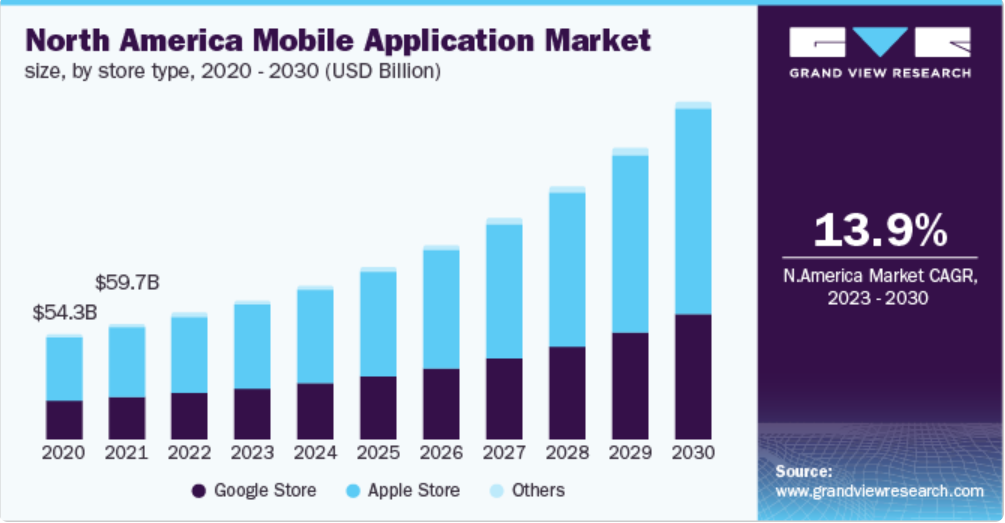 North America Mobile Application Market
size, by store type, 2020 - 2030 (USD Billion)
$54.3B
$59.7B
2020 2021 2022 2023 2024 2025 2026 2027 2028 2029 2030
Google Store Apple Store Others
GRAND VIEW RESEARCH
13.9%
N.America Market CAGR,
2023 - 2030
Source:
www.grandviewresearch.com